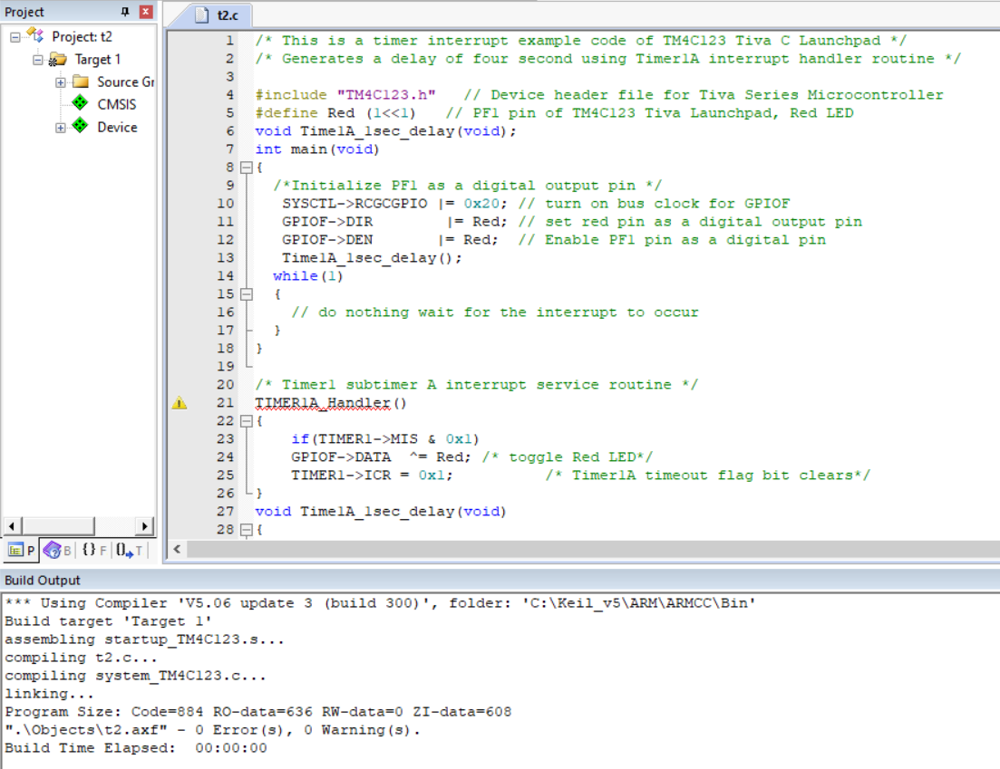 Project
Project: t2
Target 1
Source Gr
CMSIS
Device
P B {} F 0 T
t2.c
1 /* This is a timer interrupt example code of TM4C123 Tiva C Launchpad */
2 /* Generates a delay of four second using Timer1A interrupt handler routine */
3
4 #include "TM4C123.h" // Device header file for Tiva Series Microcontroller
5 #define Red (1<<1) // PF1 pin of TM4C123 Tiva Launchpad, Red LED
6 void Time1A_1sec_delay(void);
7 int main(void)
8 {
9 /*Initialize PF1 as a digital output pin */
10 SYSCTL->RCGCGPIO |= 0x20; // turn on bus clock for GPIOF
11 GPIOF->DIR |= Red; // set red pin as a digital output pin
12 GPIOF->DEN |= Red; // Enable PF1 pin as a digital pin
13 Time1A_1sec_delay();
14 while(1)
15 {
16 // do nothing wait for the interrupt to occur
17 }
18 }
19
20 /* Timer1 subtimer A interrupt service routine */
21 TIMER1A_Handler()
22 {
23 if(TIMER1->MIS & 0x1)
24 GPIOF->DATA ^= Red; /* toggle Red LED*/
25 TIMER1->ICR = 0x1; /* Timer1A timeout flag bit clears*/
26 }
27 void Time1A_1sec_delay(void)
28 {
Build Output
*** Using Compiler 'V5.06 update 3 (build 300)', folder: 'C:\Keil_v5\ARM\ARMCC\Bin'
Build target 'Target 1'
assembling startup_TM4C123.s...
compiling t2.c...
compiling system_TM4C123.c...
linking...
Program Size: Code=884 RO-data=636 RW-data=0 ZI-data=608
".\Objects\t2.axf" - 0 Error(s), 0 Warning(s).
Build Time Elapsed: 00:00:00